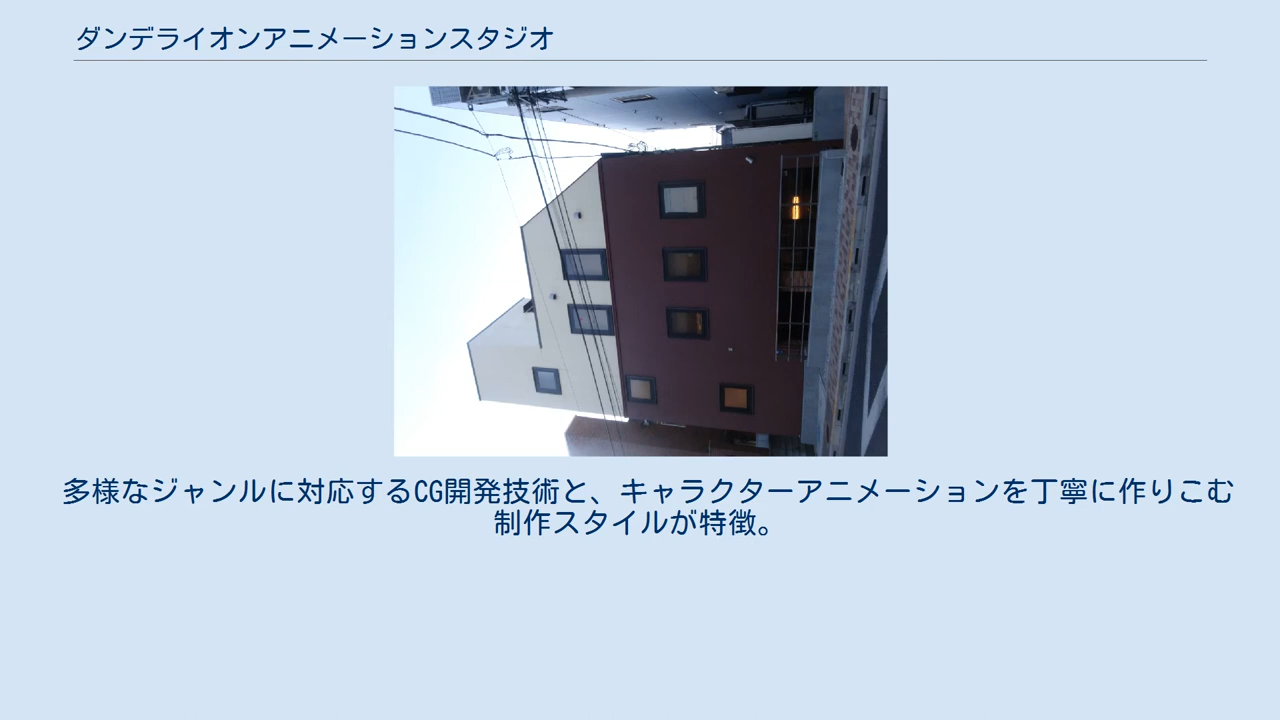 ダンデライオンアニメーションスタジオ
多様なジャンルに対応するCG開発技術と、キャラクターアニメーションを丁寧に作りこむ
制作スタイルが特徴。